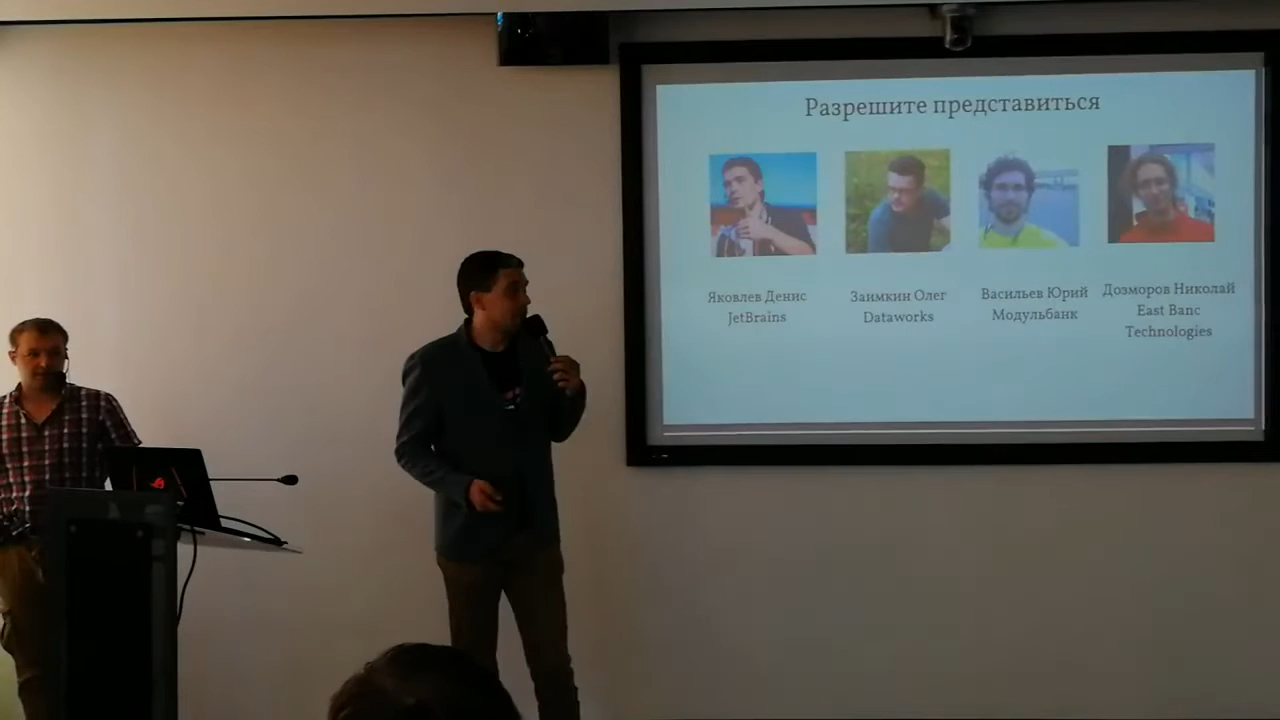 Разрешите представиться
Яковлев Денис
JetBrains
Заимкин Олег
Dataworks
Васильев Юрий
Модульбанк
Дозморов Николай
East Banc
Technologies